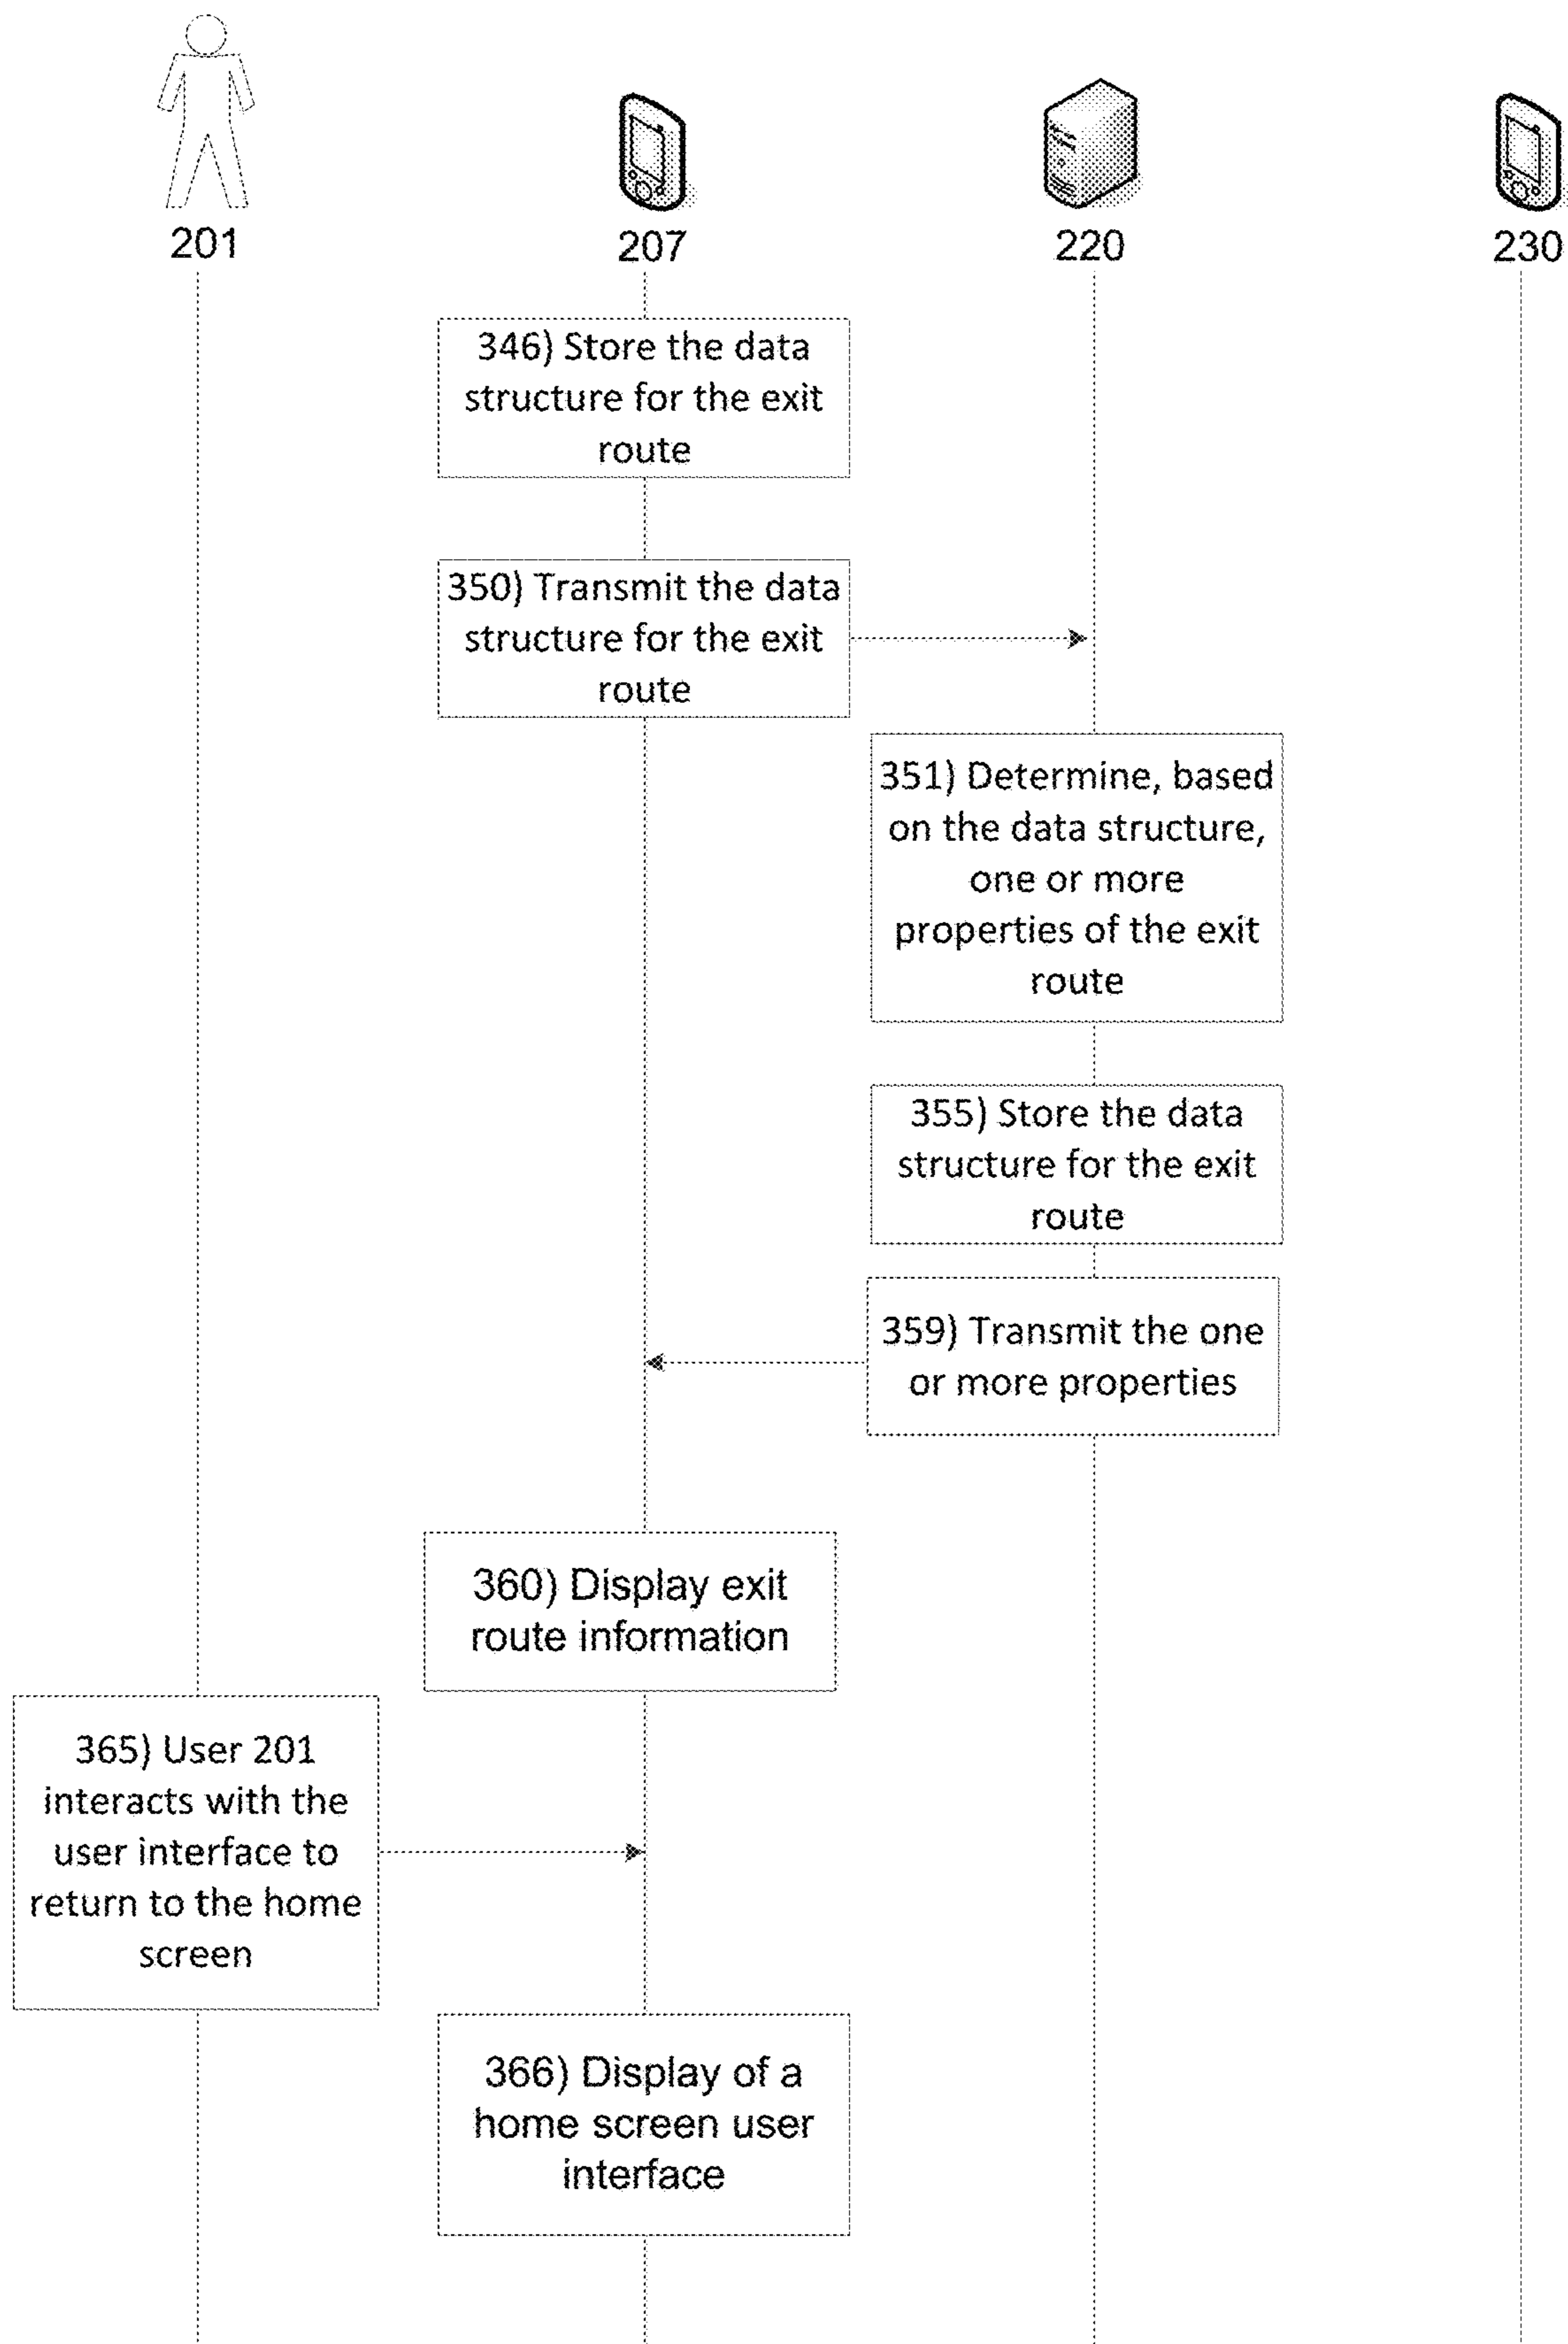 201
207
220
230
346) Store the data
structure for the exit
route
350) Transmit the data
structure for the exit
route
351) Determine, based
on the data structure,
one or more
properties of the exit
route
355) Store the data
structure for the exit
route
359) Transmit the one
or more properties
360) Display exit
route information
365) User 201
interacts with the
user interface to
return to the home
screen
366) Display of a
home screen user
interface